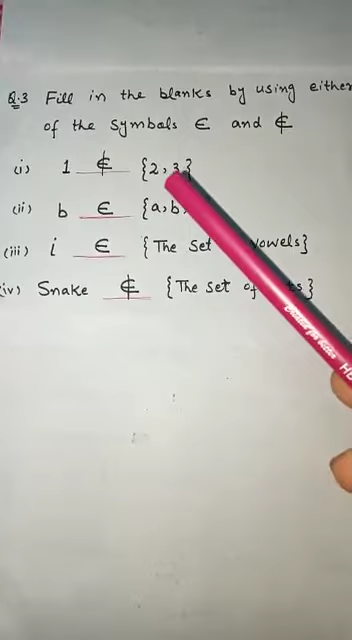 Q.3 Fill in the blanks by using either
of the symbols ∈ and ∉
(i) 1 ∉ {2, 3}
(ii) b ∈ {a, b,
(iii) i ∈ {The set vowels}
(iv) Snake ∉ {The set of }